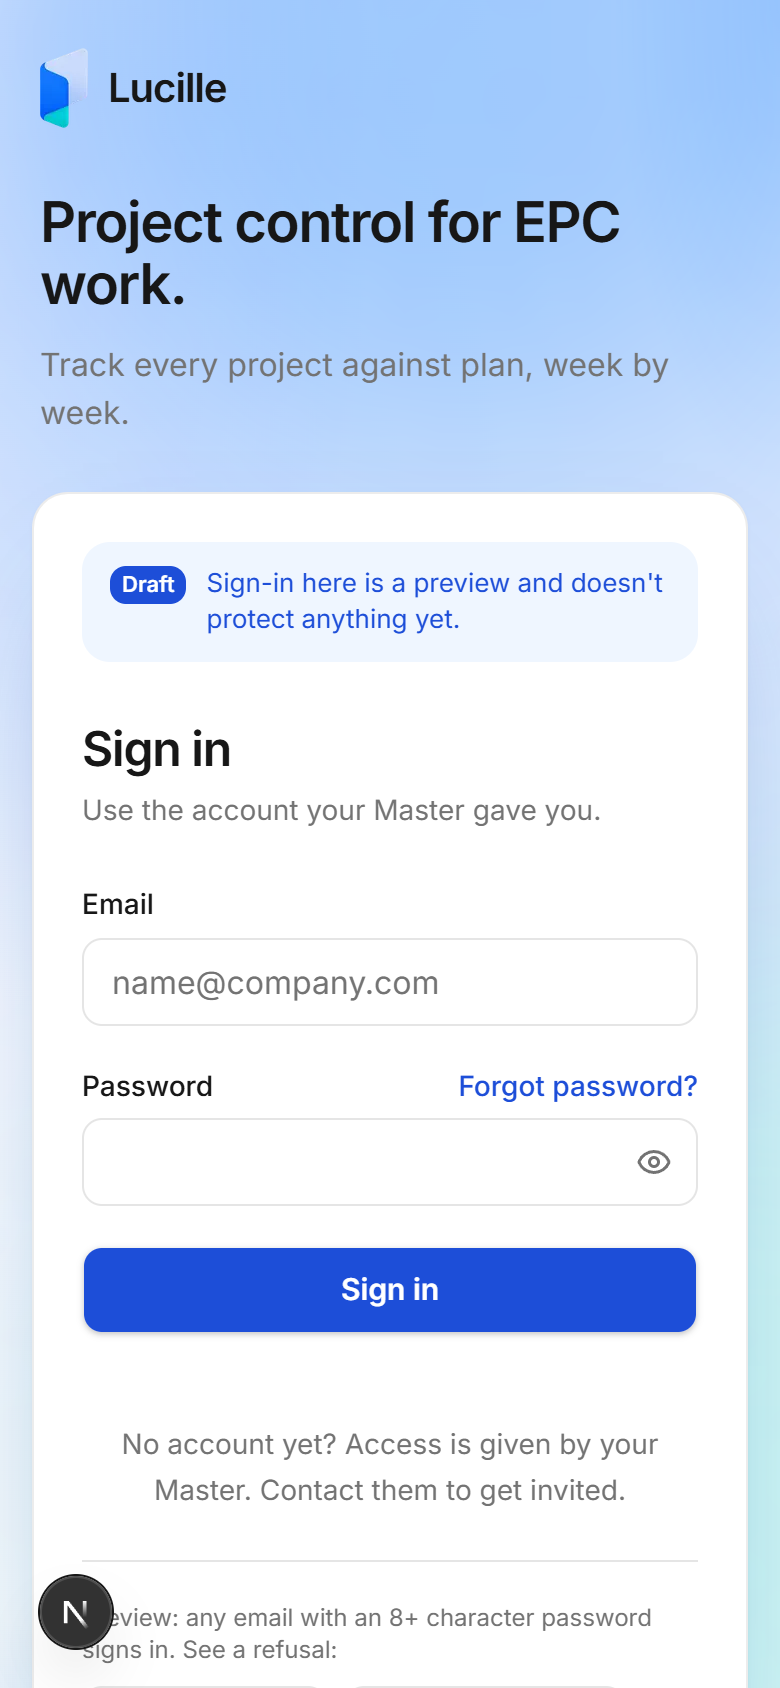 Lucille
Project control for EPC
work.
Track every project against plan, week by
week.
Draft
Sign-in here is a preview and doesn't
protect anything yet.
Sign in
Use the account your Master gave you.
Email
name@company.com
Password
Forgot password?
Sign in
No account yet? Access is given by your
Master. Contact them to get invited.
N
any email with an 8+ character password
signs in. See a refusal: